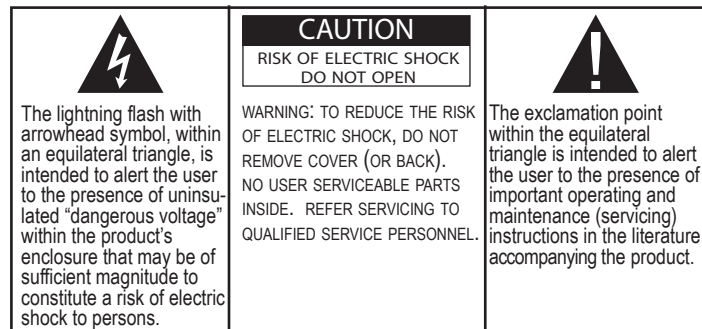 The lightning flash with
arrowhead symbol, within
an equilateral triangle, is
intended to alert the user
to the presence of uninsu-
lated “dangerous voltage”
within the product’s
enclosure that may be of
sufficient magnitude to
constitute a risk of electric
shock to persons.
CAUTION
RISK OF ELECTRIC SHOCK
DO NOT OPEN
WARNING: TO REDUCE THE RISK
OF ELECTRIC SHOCK, DO NOT
REMOVE COVER (OR BACK).
NO USER SERVICEABLE PARTS
INSIDE. REFER SERVICING TO
QUALIFIED SERVICE PERSONNEL.
!
The exclamation point
within the equilateral
triangle is intended to alert
the user to the presence of
important operating and
maintenance (servicing)
instructions in the literature
accompanying the product.